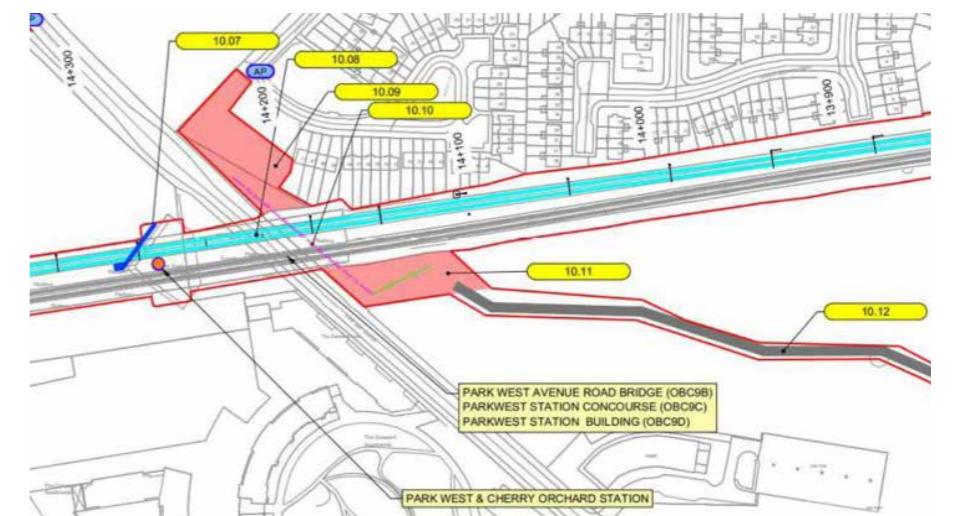 AP
10.07
10.08
AP
10.09
10.10
14+300
14+200
14+100
14+000
13+900
10.11
10.12
PARK WEST AVENUE ROAD BRIDGE (OBC9B)
PARKWEST STATION CONCOURSE (OBC9C)
PARKWEST STATION BUILDING (OBC9D)
PARK WEST & CHERRY ORCHARD STATION